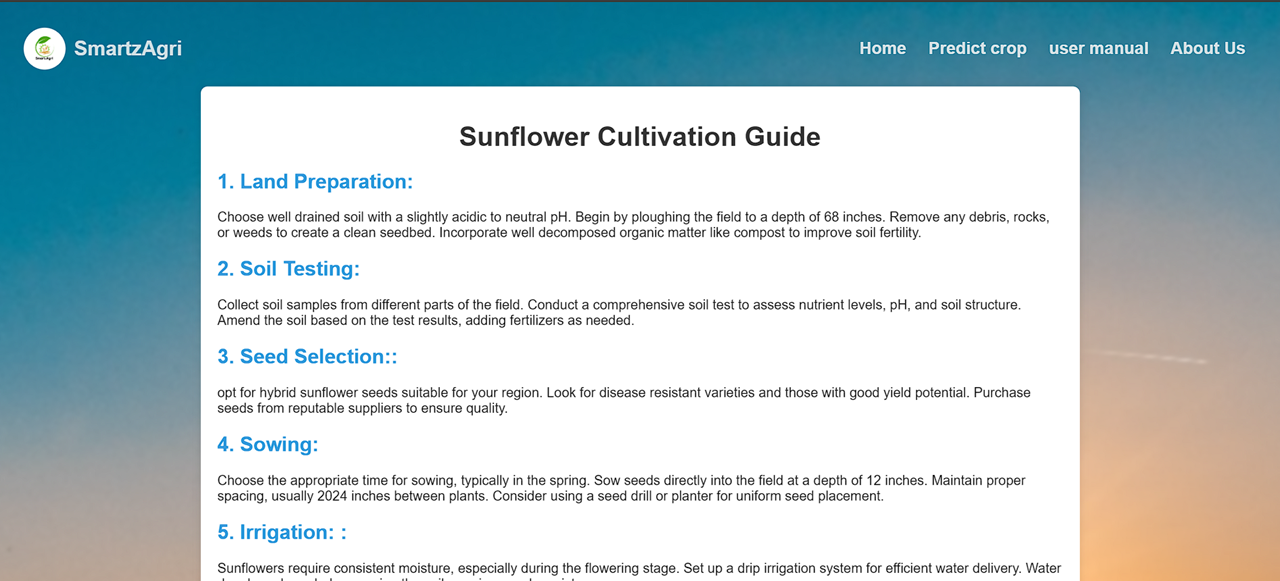 SmartzAgri
Home Predict crop user manual About Us
Sunflower Cultivation Guide
1. Land Preparation:
Choose well drained soil with a slightly acidic to neutral pH. Begin by ploughing the field to a depth of 68 inches. Remove any debris, rocks,
or weeds to create a clean seedbed. Incorporate well decomposed organic matter like compost to improve soil fertility.
2. Soil Testing:
Collect soil samples from different parts of the field. Conduct a comprehensive soil test to assess nutrient levels, pH, and soil structure.
Amend the soil based on the test results, adding fertilizers as needed.
3. Seed Selection::
opt for hybrid sunflower seeds suitable for your region. Look for disease resistant varieties and those with good yield potential. Purchase
seeds from reputable suppliers to ensure quality.
4. Sowing:
Choose the appropriate time for sowing, typically in the spring. Sow seeds directly into the field at a depth of 12 inches. Maintain proper
spacing, usually 2024 inches between plants. Consider using a seed drill or planter for uniform seed placement.
5. Irrigation: :
Sunflowers require consistent moisture, especially during the flowering stage. Set up a drip irrigation system for efficient water delivery. Water